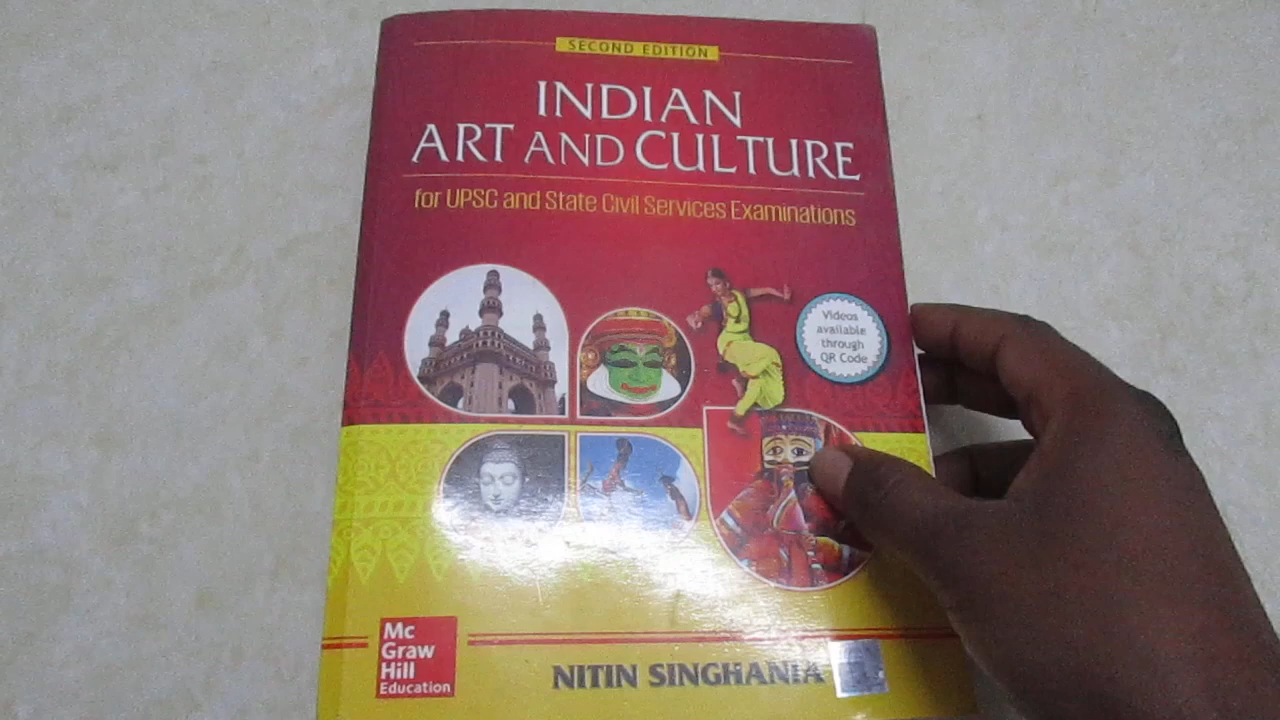 SECOND EDITION
INDIAN
ART AND CULTURE
for UPSC and State Civil Services Examinations
Videos
available
through
QR Code
Mc
Graw
Hill
Education
NITIN SINGHANIA